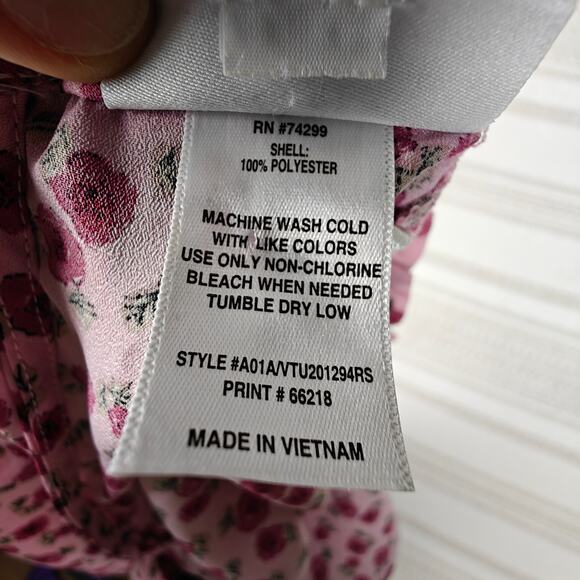 RN #74299
SHELL:
100% POLYESTER
MACHINE WASH COLD
WITH LIKE COLORS
USE ONLY NON-CHLORINE
BLEACH WHEN NEEDED
TUMBLE DRY LOW
STYLE #A01A/VTU201294RS
PRINT # 66218
MADE IN VIETNAM